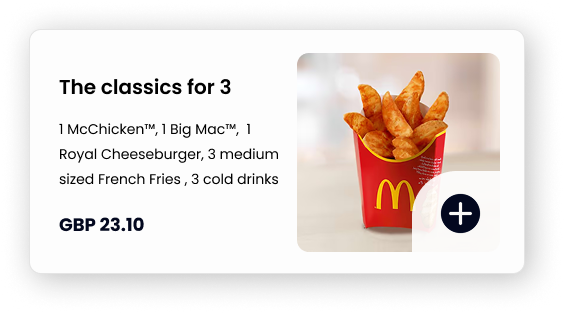 The classics for 3
1 McChicken™, 1 Big Mac™, 1
Royal Cheeseburger, 3 medium
sized French Fries , 3 cold drinks
GBP 23.10